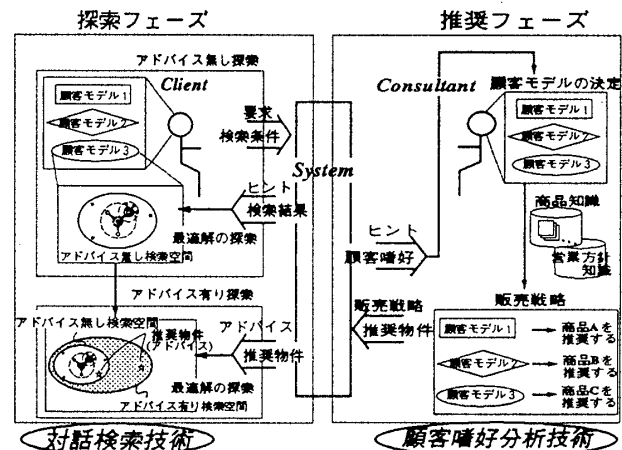 探索フェーズ
アドバイス無し探索
Client
顧客モデル1
顧客モデル2
顧客モデル3
要求
検索条件
ヒント
検索結果
最適解の探索
アドバイス無し検索空間
アドバイス有り探索
アドバイス無し検索空間
推奨物件
(アドバイス)
アドバイス
推奨物件
最適解の探索
アドバイス有り検索空間
対話検索技術
System
推奨フェーズ
Consultant
顧客モデルの決定
顧客モデル1
顧客モデル2
顧客モデル3
商品知識
営業方針
知識
ヒント
顧客嗜好
販売戦略
推奨物件
販売戦略
顧客モデル1
商品Aを
推奨する
顧客モデル2
商品Bを
推奨する
顧客モデル3
商品Cを
推奨する
顧客嗜好分析技術